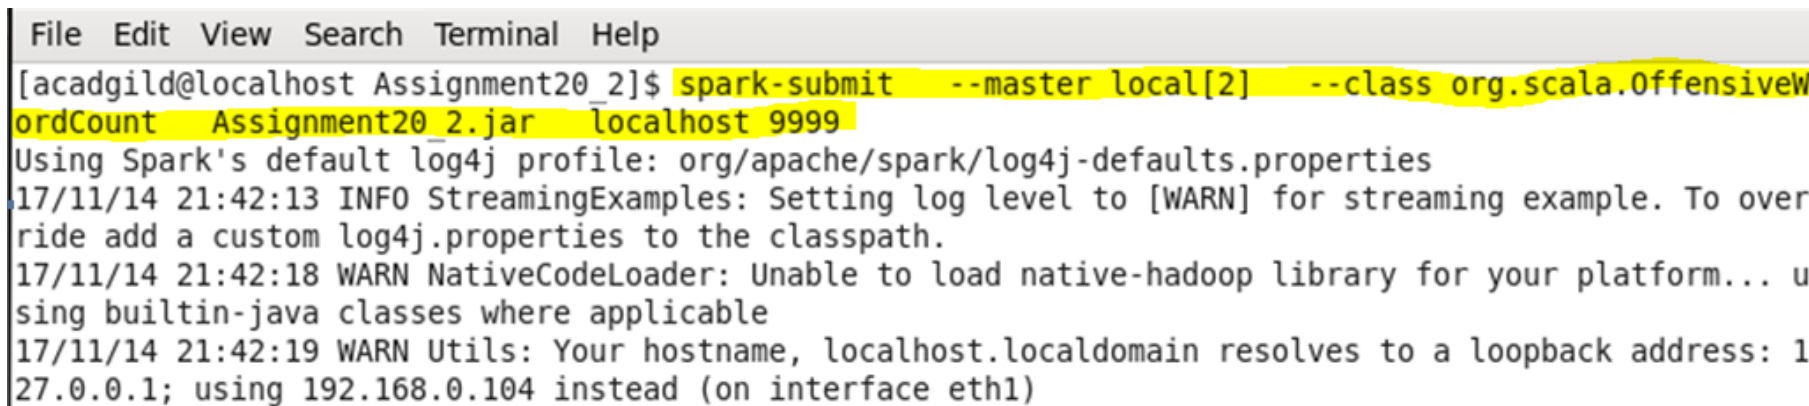 File Edit View Search Terminal Help
[acadgild@localhost Assignment20_2]$ spark-submit   --master local[2]   --class org.scala.OffensiveW
ordCount   Assignment20_2.jar   localhost 9999
Using Spark's default log4j profile: org/apache/spark/log4j-defaults.properties
17/11/14 21:42:13 INFO StreamingExamples: Setting log level to [WARN] for streaming example. To over
ride add a custom log4j.properties to the classpath.
17/11/14 21:42:18 WARN NativeCodeLoader: Unable to load native-hadoop library for your platform... u
sing builtin-java classes where applicable
17/11/14 21:42:19 WARN Utils: Your hostname, localhost.localdomain resolves to a loopback address: 1
27.0.0.1; using 192.168.0.104 instead (on interface eth1)